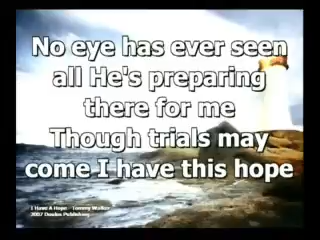 No eye has ever seen
all He's preparing
there for me
Though trials may
come I have this hope
I Have A Hope - Tommy Walker
2007 Doulos Publishing